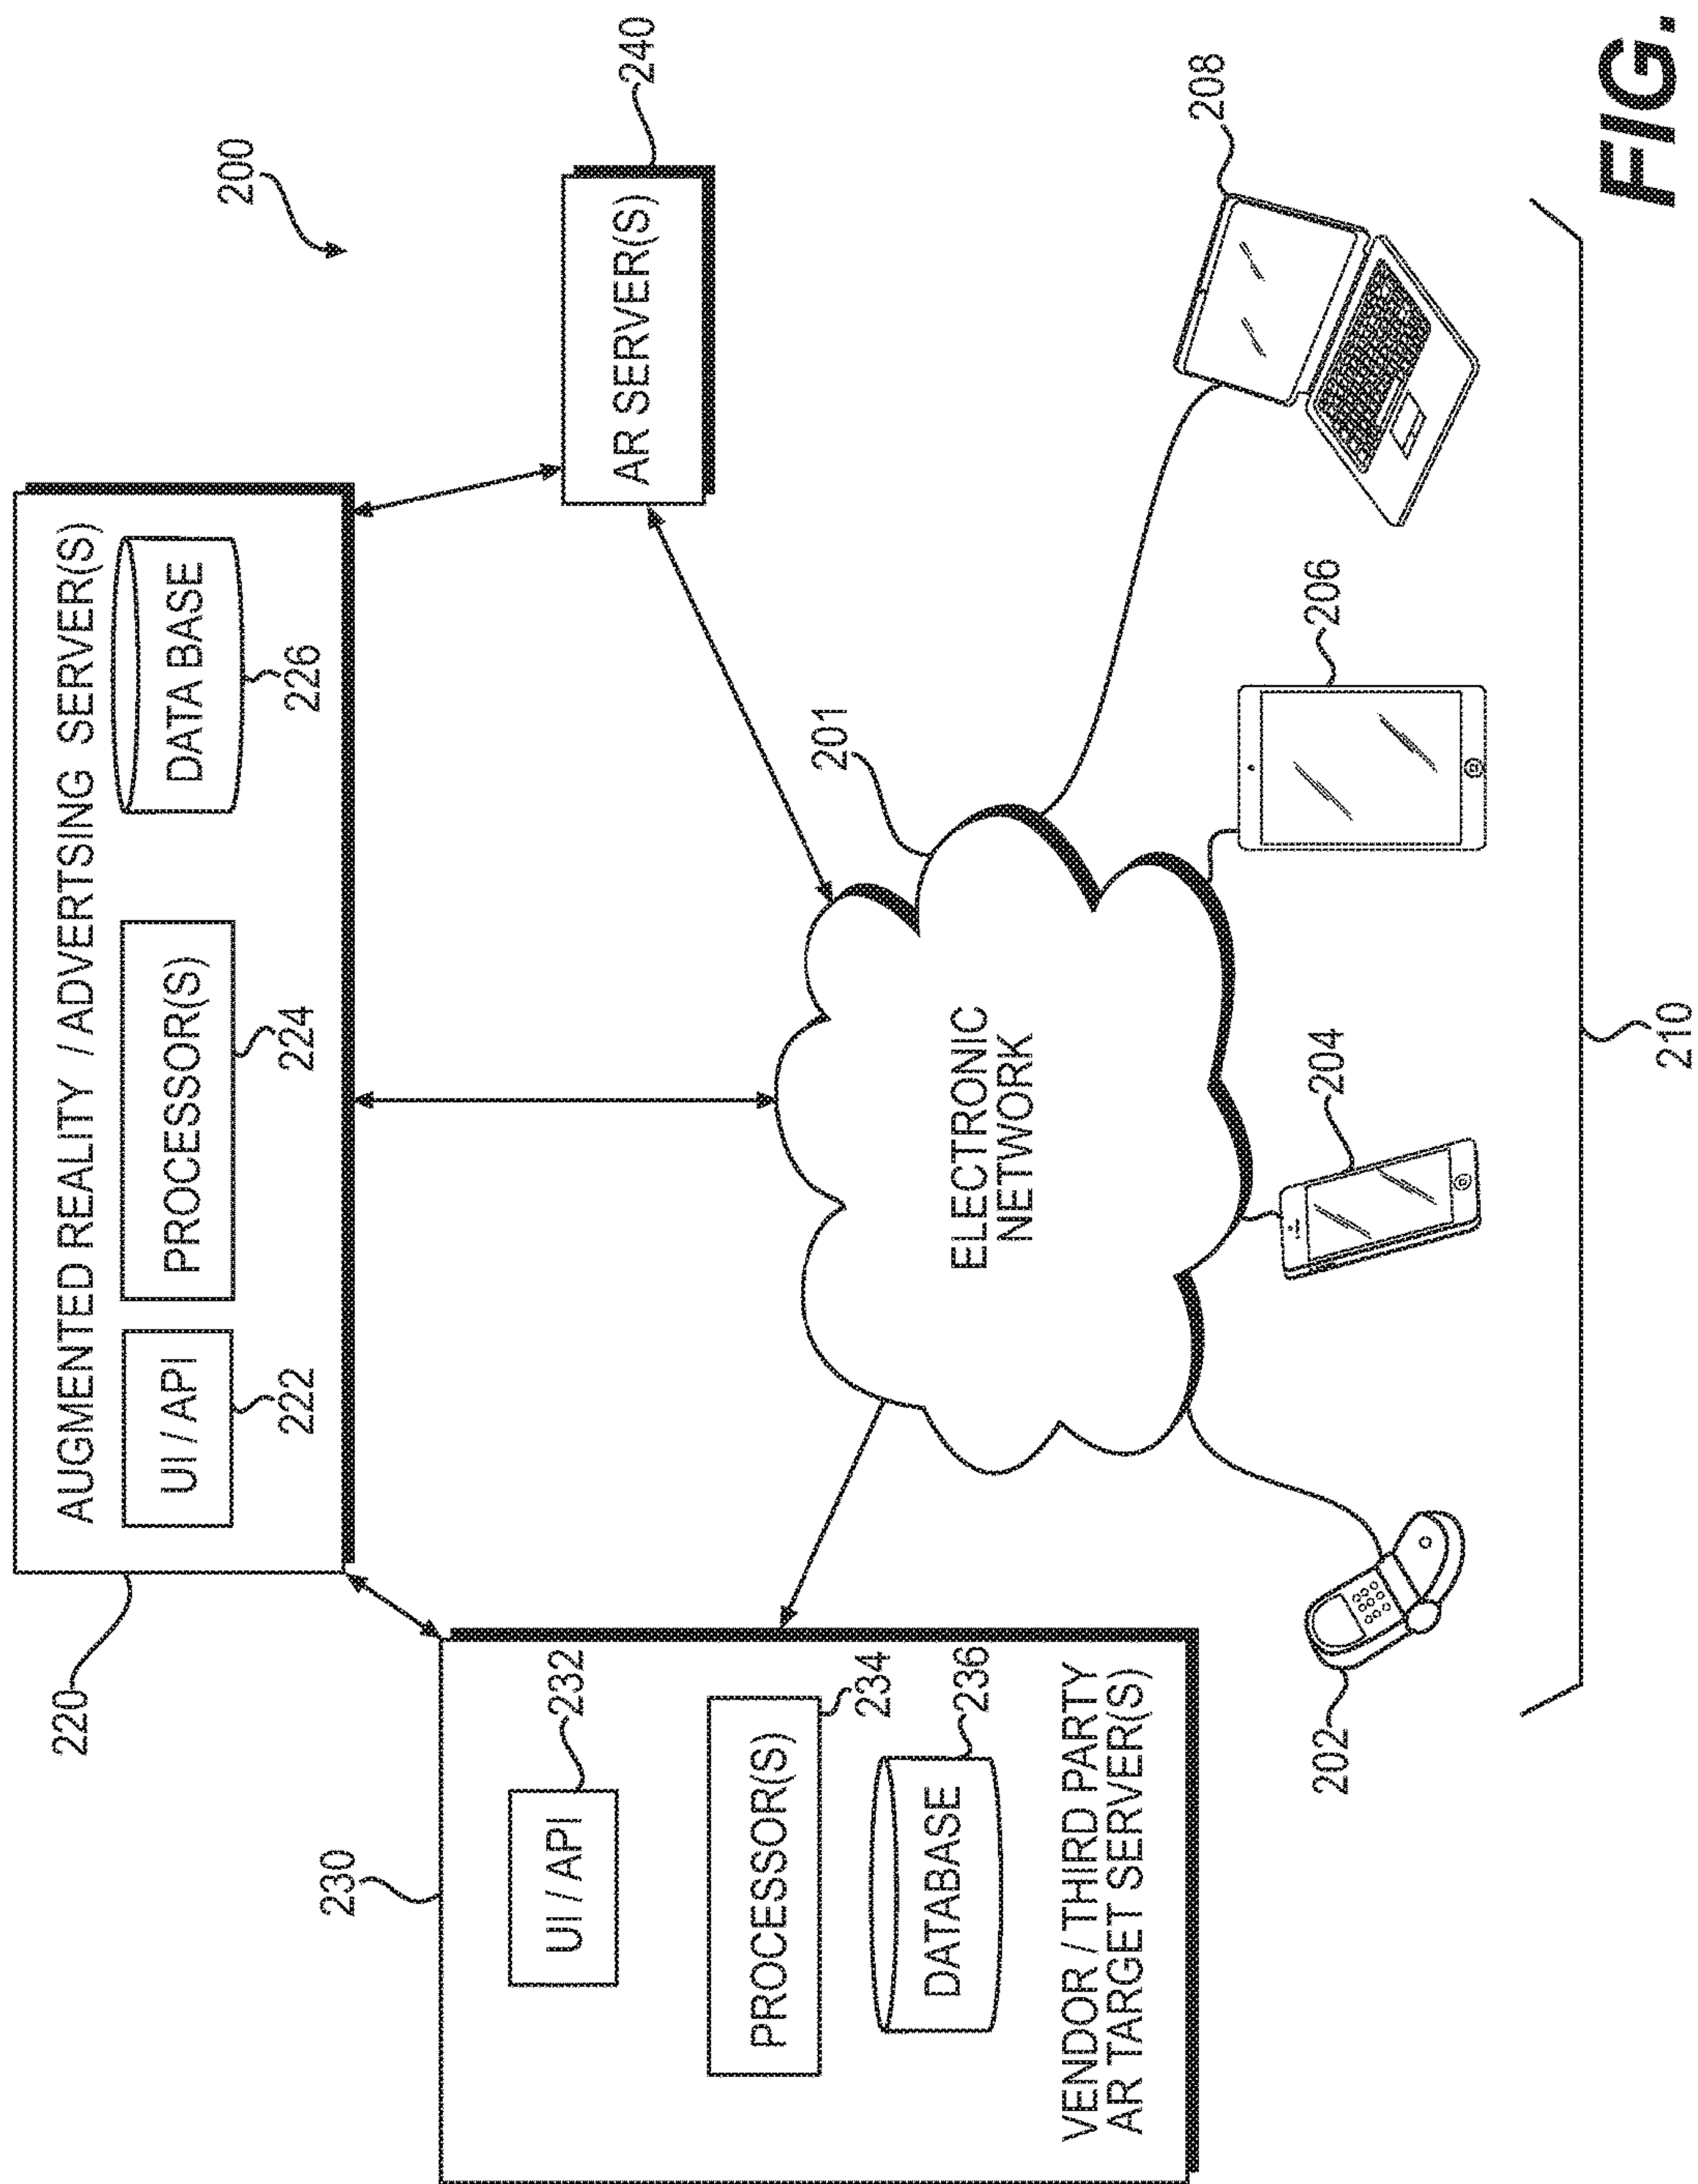 200
220
AUGMENTED REALITY / ADVERTSING SERVER(S)
UI / API
222
PROCESSOR(S)
224
DATA BASE
226
230
UI / API
232
PROCESSOR(S)
234
DATABASE
236
VENDOR / THIRD PARTY
AR TARGET SERVER(S)
AR SERVER(S)
240
201
ELECTRONIC
NETWORK
202
204
206
208
210
FIG.